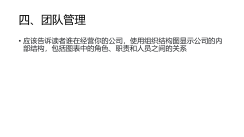 四、团队管理
• 应该告诉读者谁在经营你的公司，使用组织结构图显示公司的内
部结构，包括图表中的角色、职责和人员之间的关系